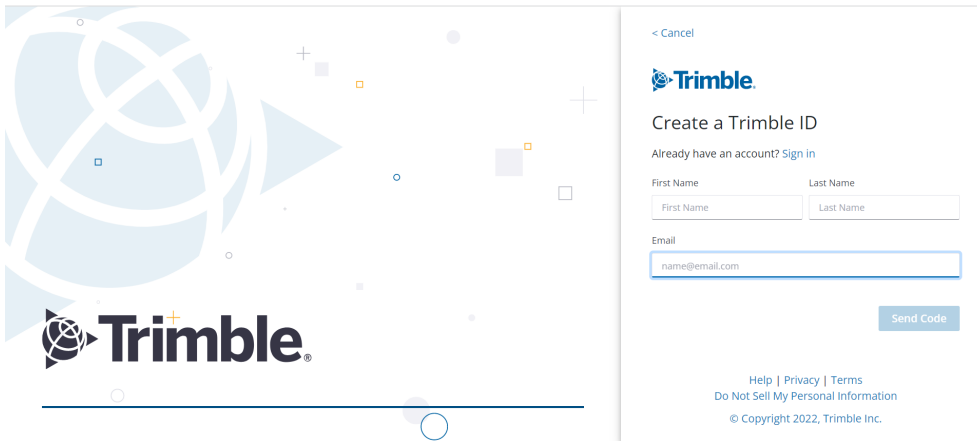 Trimble®
< Cancel
Trimble.
Create a Trimble ID
Already have an account? Sign in
First Name Last Name
First Name Last Name
Email
name@email.com
Send Code
Help | Privacy | Terms
Do Not Sell My Personal Information
© Copyright 2022, Trimble Inc.